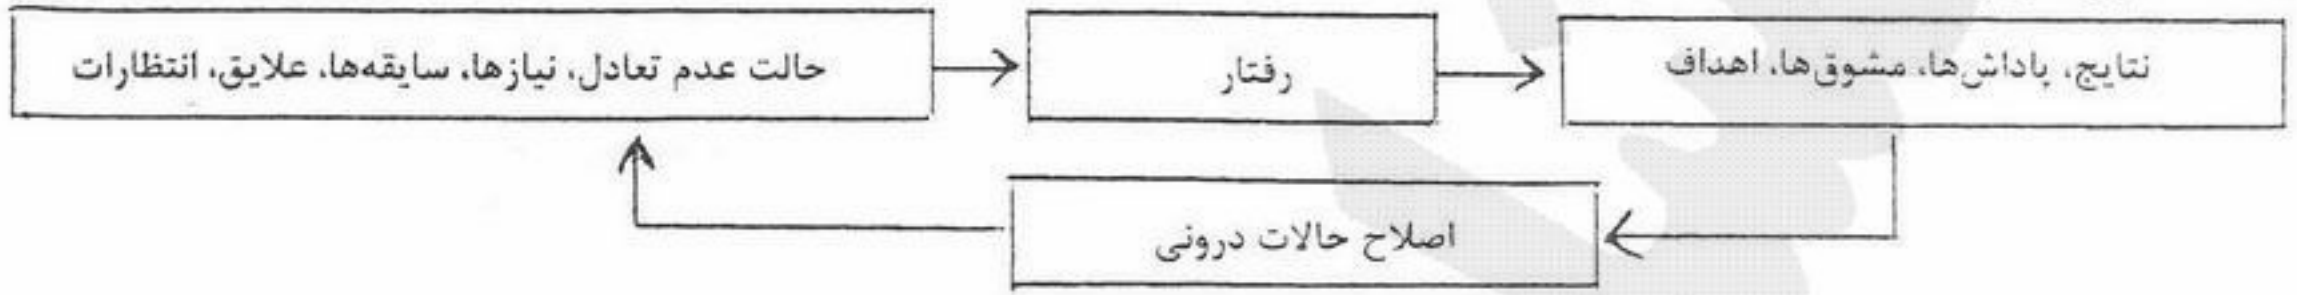 حالت عدم تعادل، نیازها، سایقه‌ها، علایق، انتظارات
رفتار
نتایج، پاداش‌ها، مشوق‌ها، اهداف
اصلاح حالات درونی